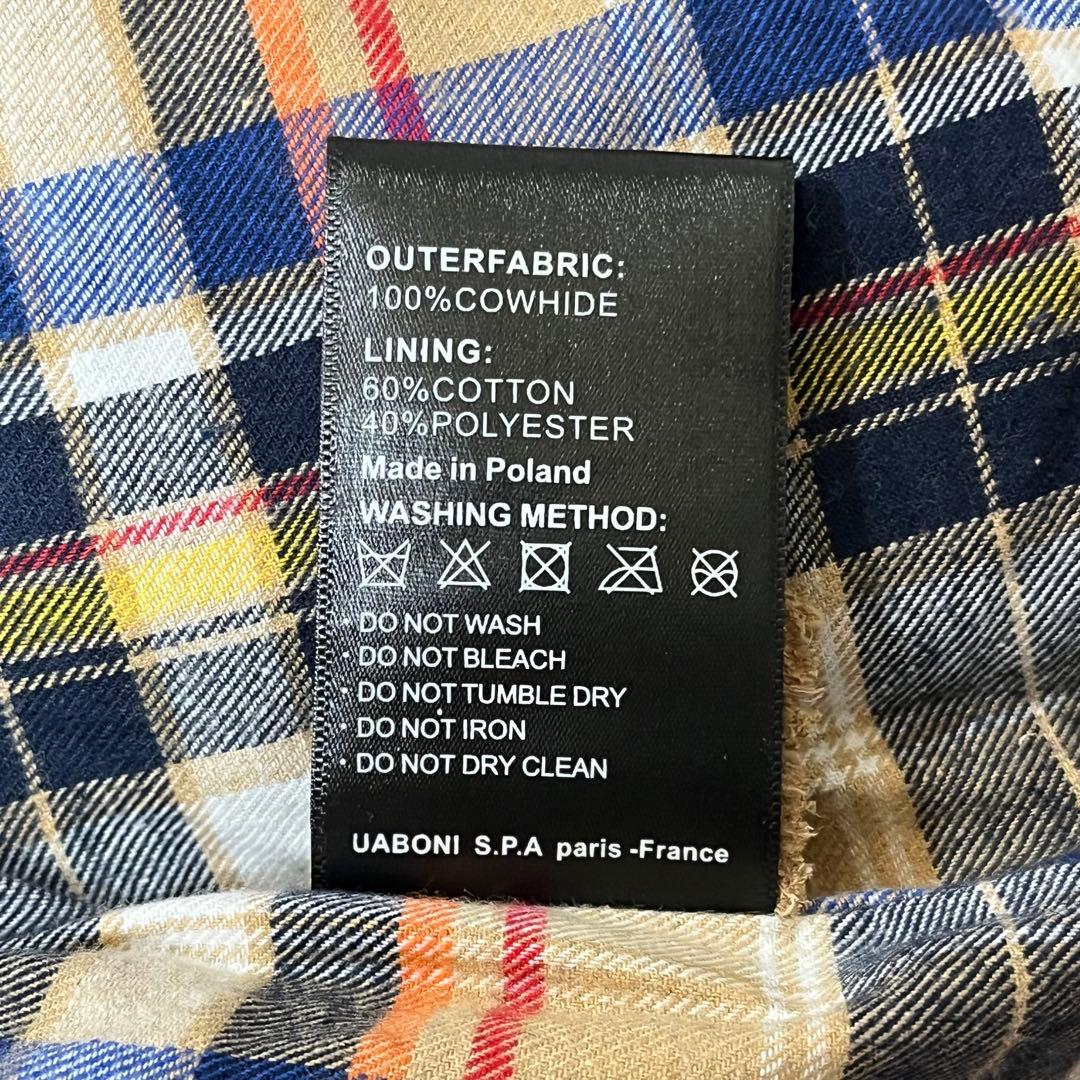 OUTERFABRIC:
100%COWHIDE
LINING:
60%COTTON
40%POLYESTER
Made in Poland
WASHING METHOD:
· DO NOT WASH
· DO NOT BLEACH
· DO NOT TUMBLE DRY
· DO NOT IRON
· DO NOT DRY CLEAN
UABONI S.P.A paris -France